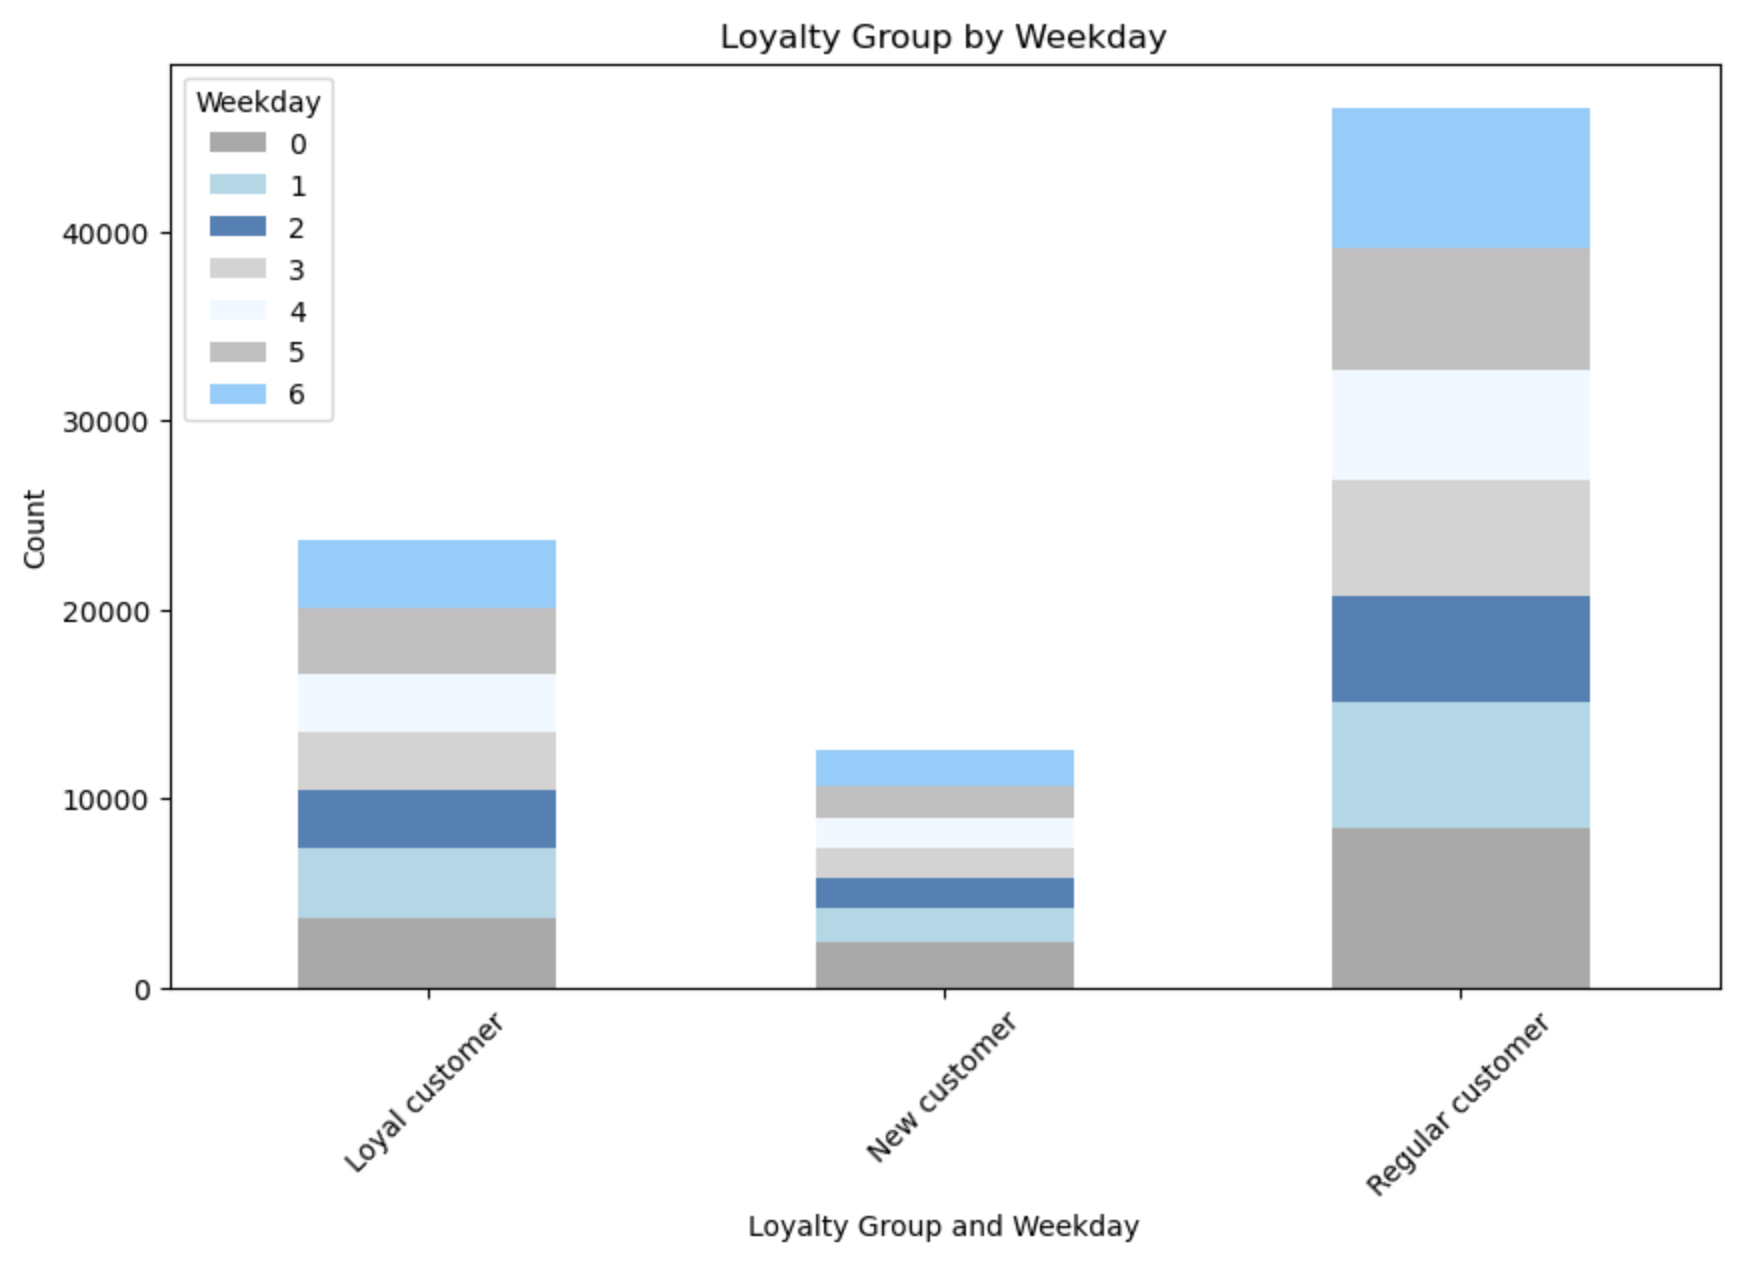 Loyalty Group by Weekday
Weekday
0
1
2
3
4
5
6
40000
30000
20000
10000
0
Count
Loyal customer
New customer
Regular customer
Loyalty Group and Weekday